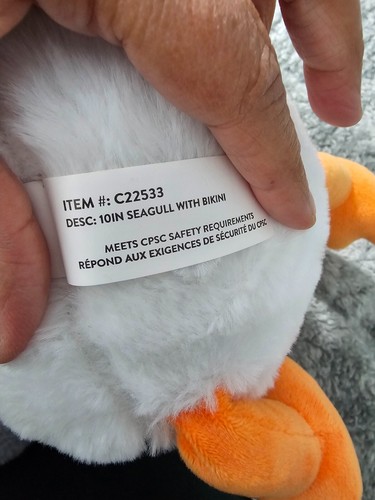 ITEM #: C22533
DESC: 10IN SEAGULL WITH BIKINI
MEETS CPSC SAFETY REQUIREMENTS
RÉPOND AUX EXIGENCES DE SÉCURITÉ DU CPSC